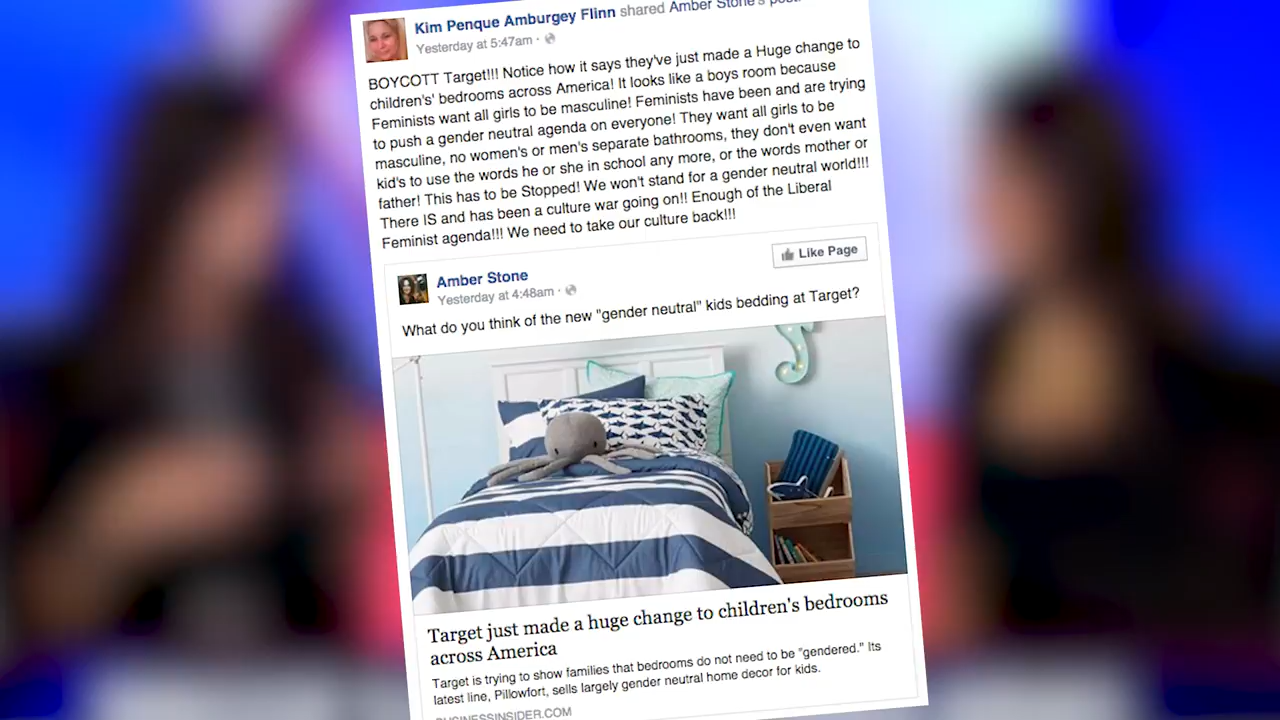 Kim Penque Amburgey Flinn shared Amber Stone's post.
Yesterday at 5:47am ·
BOYCOTT Target!!! Notice how it says they've just made a Huge change to
children's' bedrooms across America! It looks like a boys room because
Feminists want all girls to be masculine! Feminists have been and are trying
to push a gender neutral agenda on everyone! They want all girls to be
masculine, no women's or men's separate bathrooms, they don't even want
kid's to use the words he or she in school any more, or the words mother or
father! This has to be Stopped! We won't stand for a gender neutral world!!!
There IS and has been a culture war going on!! Enough of the Liberal
Feminist agenda!!! We need to take our culture back!!!
Like Page
Amber Stone
Yesterday at 4:48am ·
What do you think of the new "gender neutral" kids bedding at Target?
Target just made a huge change to children's bedrooms
across America
Target is trying to show families that bedrooms do not need to be "gendered." Its
latest line, Pillowfort, sells largely gender neutral home decor for kids.
BUSINESSINSIDER.COM